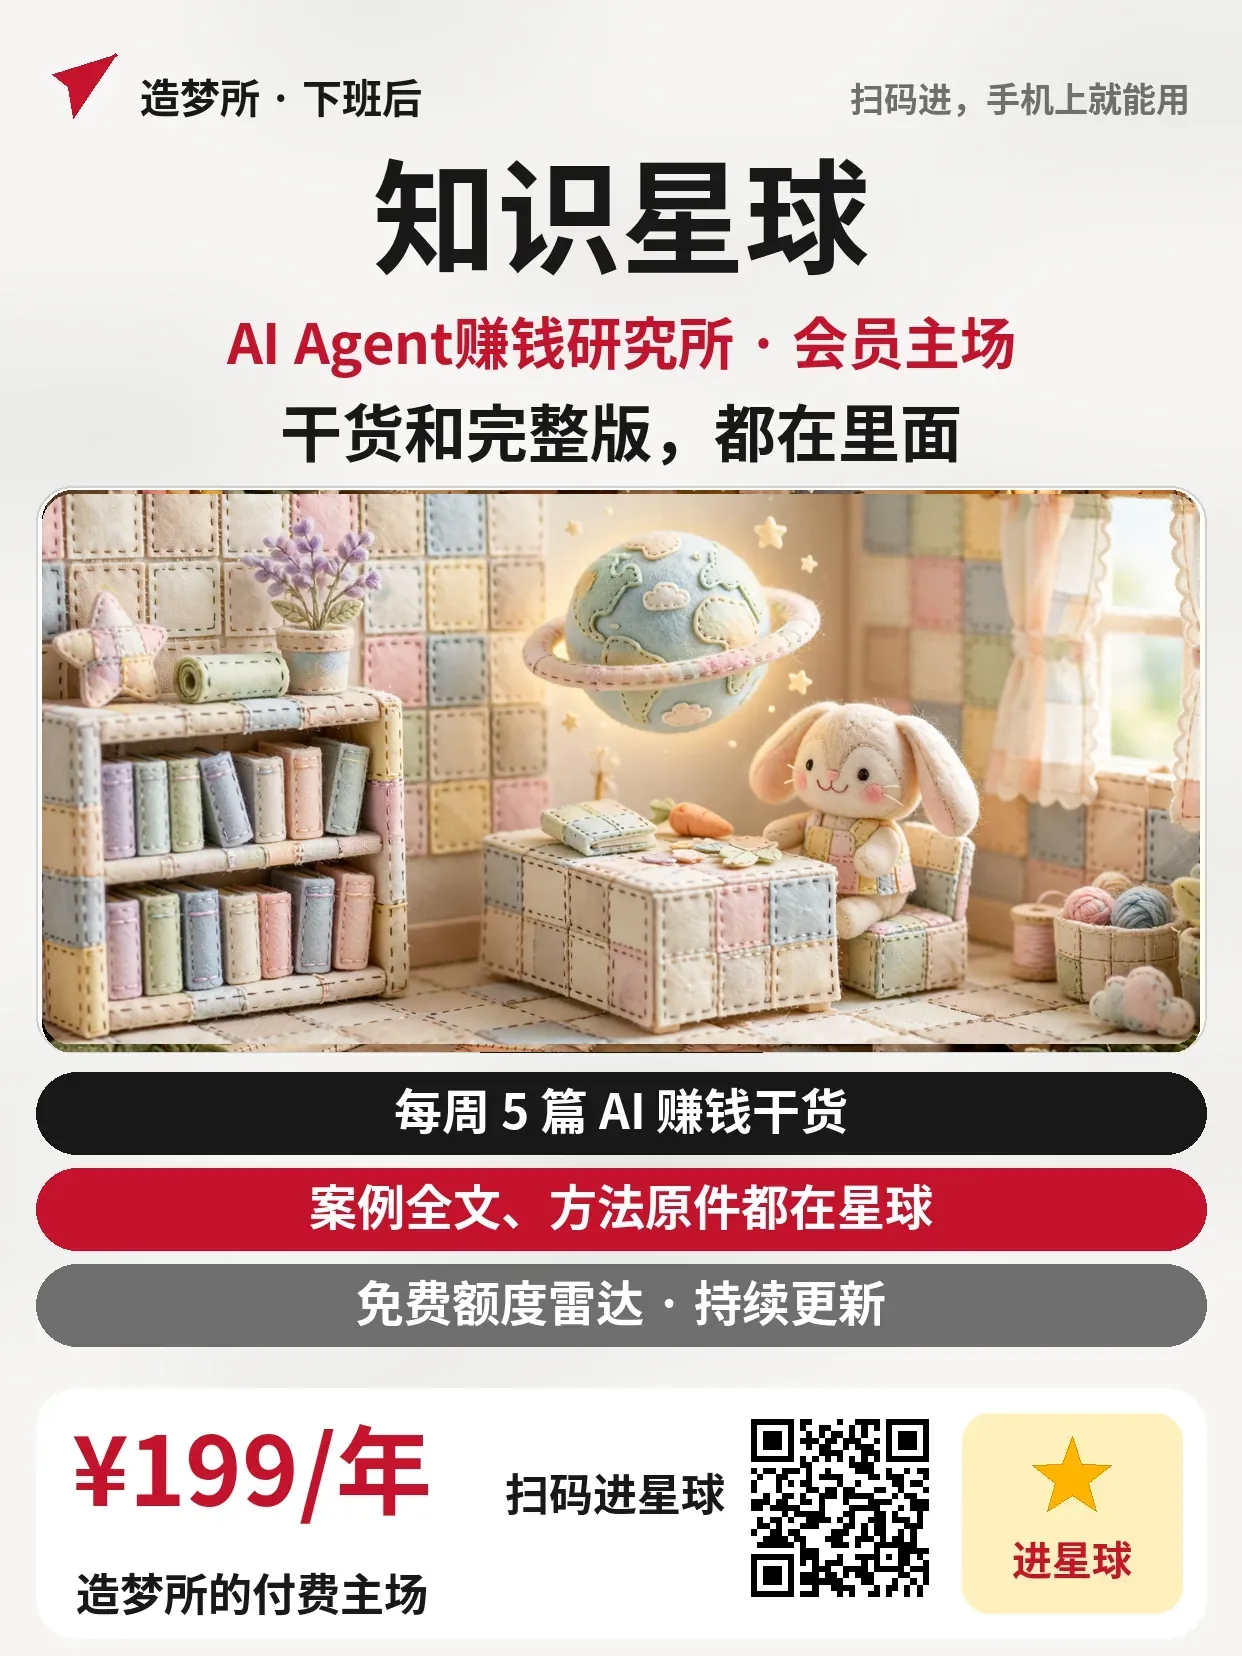 造梦所 · 下班后
扫码进，手机上就能用
知识星球
AI Agent赚钱研究所 · 会员主场
干货和完整版，都在里面
每周 5 篇 AI 赚钱干货
案例全文、方法原件都在星球
免费额度雷达 · 持续更新
¥199/年
扫码进星球
进星球
造梦所的付费主场